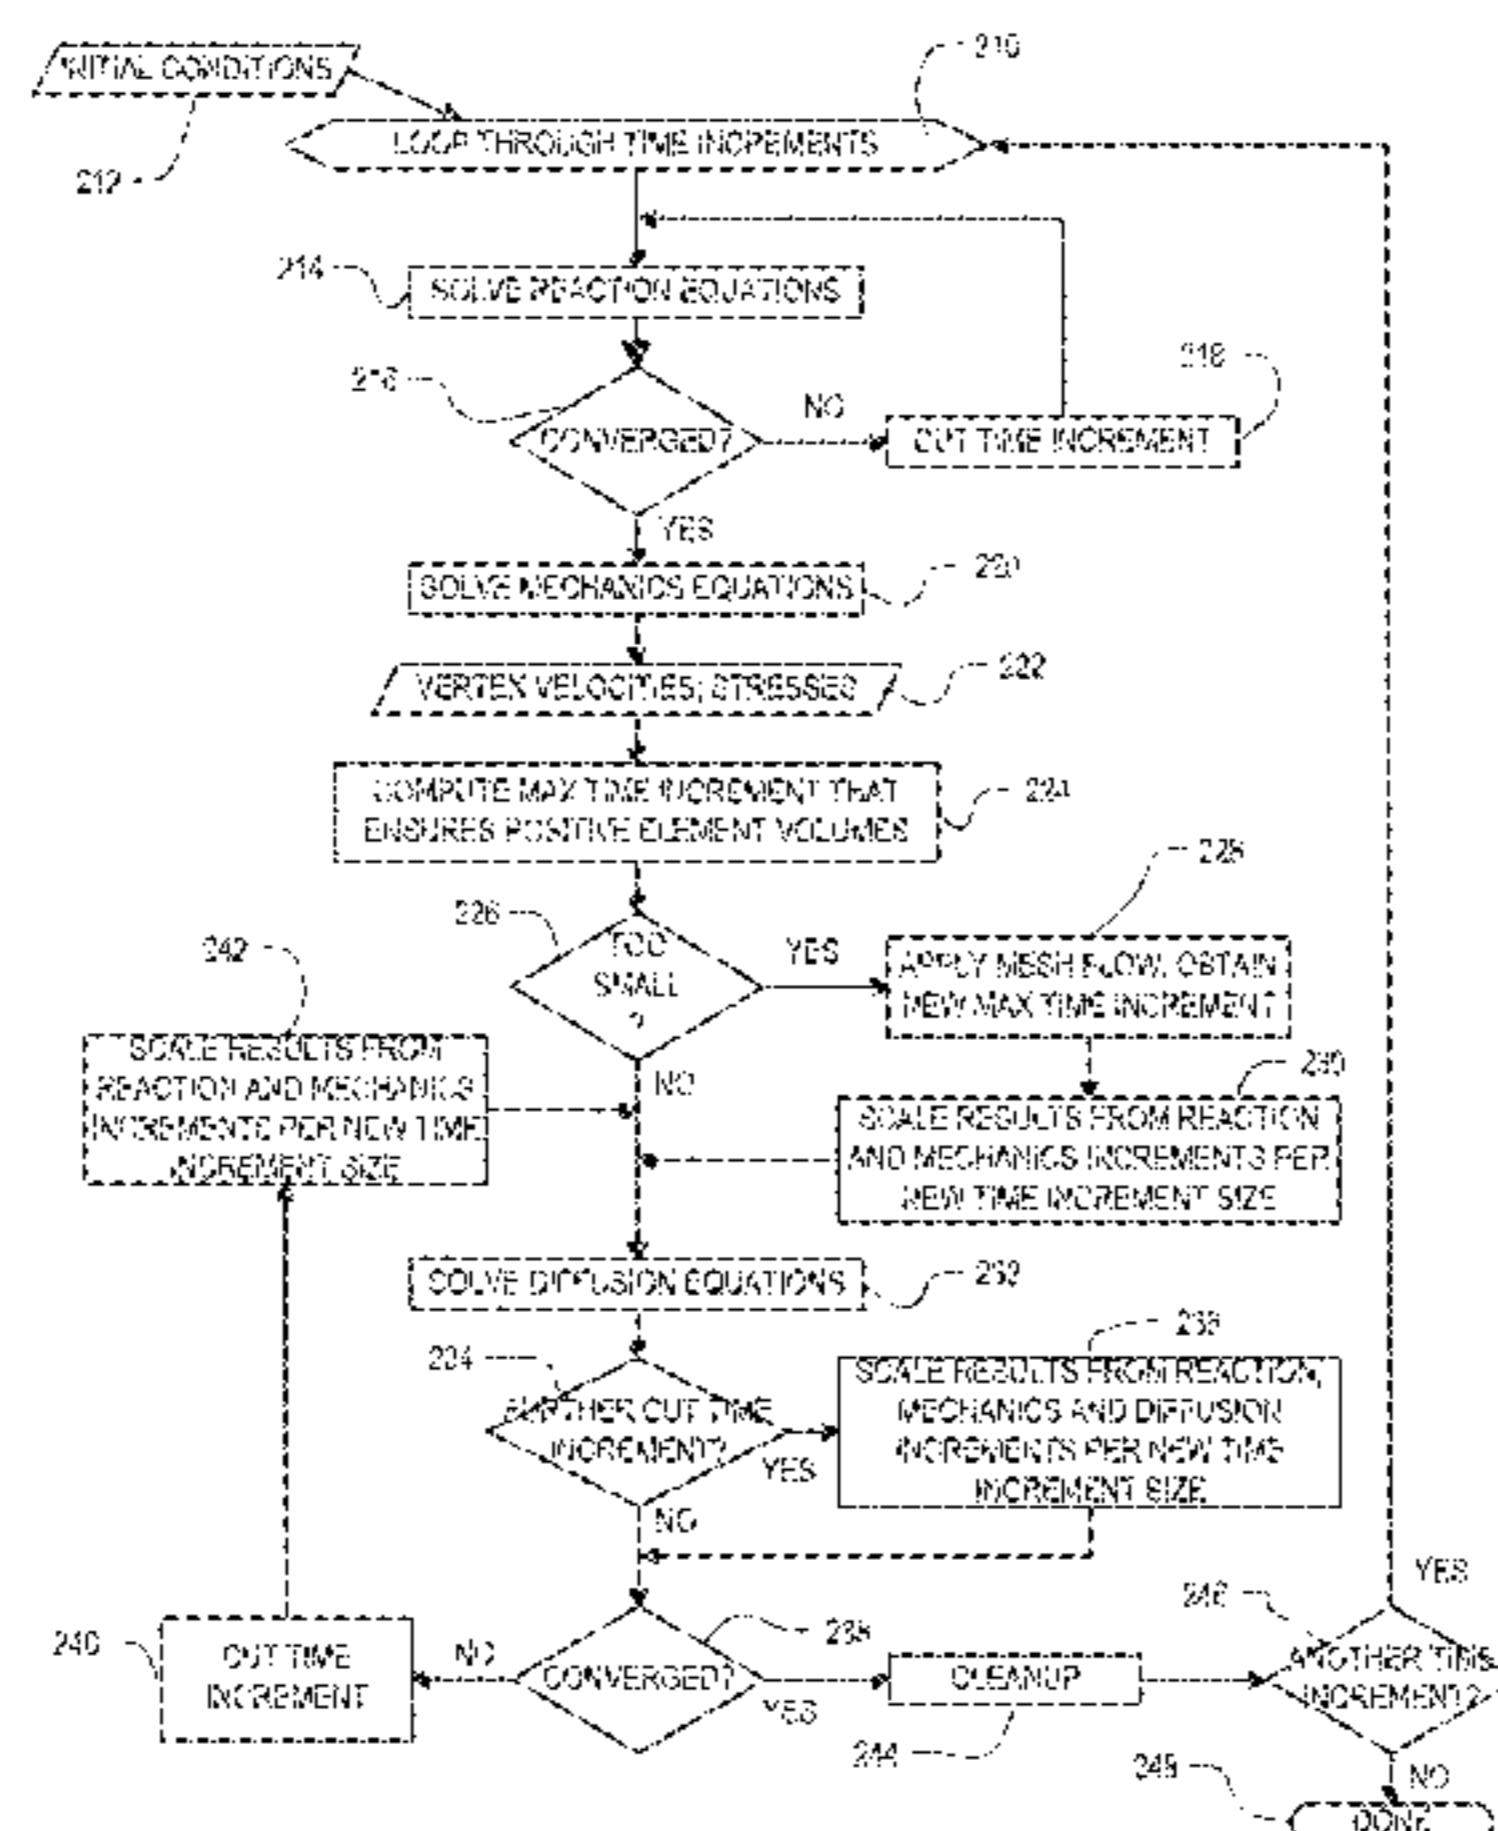 INITIAL CONDITIONS
210
LOOP THROUGH TIME INCREMENTS
212
214
SOLVE REACTION EQUATIONS
216
CONVERGED?
NO
218
CUT TIME INCREMENT
YES
SOLVE MECHANICS EQUATIONS
220
VERTEX VELOCITIES; STRESSES
222
COMPUTE MAX TIME INCREMENT THAT
ENSURES POSITIVE ELEMENT VOLUMES
224
226
TOO
SMALL
?
YES
228
APPLY MESH FLOW, OBTAIN
NEW MAX TIME INCREMENT
NO
242
SCALE RESULTS FROM
REACTION AND MECHANICS
INCREMENTS PER NEW TIME
INCREMENT SIZE
230
SCALE RESULTS FROM REACTION
AND MECHANICS INCREMENTS PER
NEW TIME INCREMENT SIZE
SOLVE DIFFUSION EQUATIONS
232
234
FURTHER CUT TIME
INCREMENT?
YES
SCALE RESULTS FROM REACTION,
MECHANICS AND DIFFUSION
INCREMENTS PER NEW TIME
INCREMENT SIZE
NO
240
CUT TIME
INCREMENT
NO
CONVERGED?
238
YES
CLEANUP
244
246
ANOTHER TIME
INCREMENT?
YES
NO
248
DONE